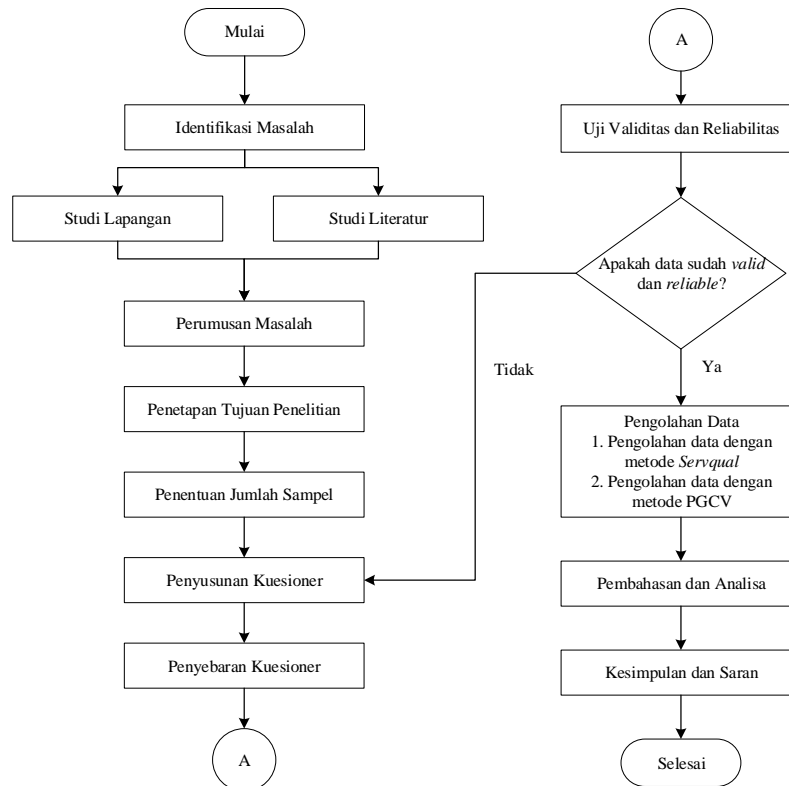 Mulai
Identifikasi Masalah
Studi Lapangan
Studi Literatur
Perumusan Masalah
Penetapan Tujuan Penelitian
Penentuan Jumlah Sampel
Penyusunan Kuesioner
Penyebaran Kuesioner
A
A
Uji Validitas dan Reliabilitas
Apakah data sudah valid
dan reliable?
Tidak
Ya
Pengolahan Data
1. Pengolahan data dengan
metode Servqual
2. Pengolahan data dengan
metode PGCV
Pembahasan dan Analisa
Kesimpulan dan Saran
Selesai